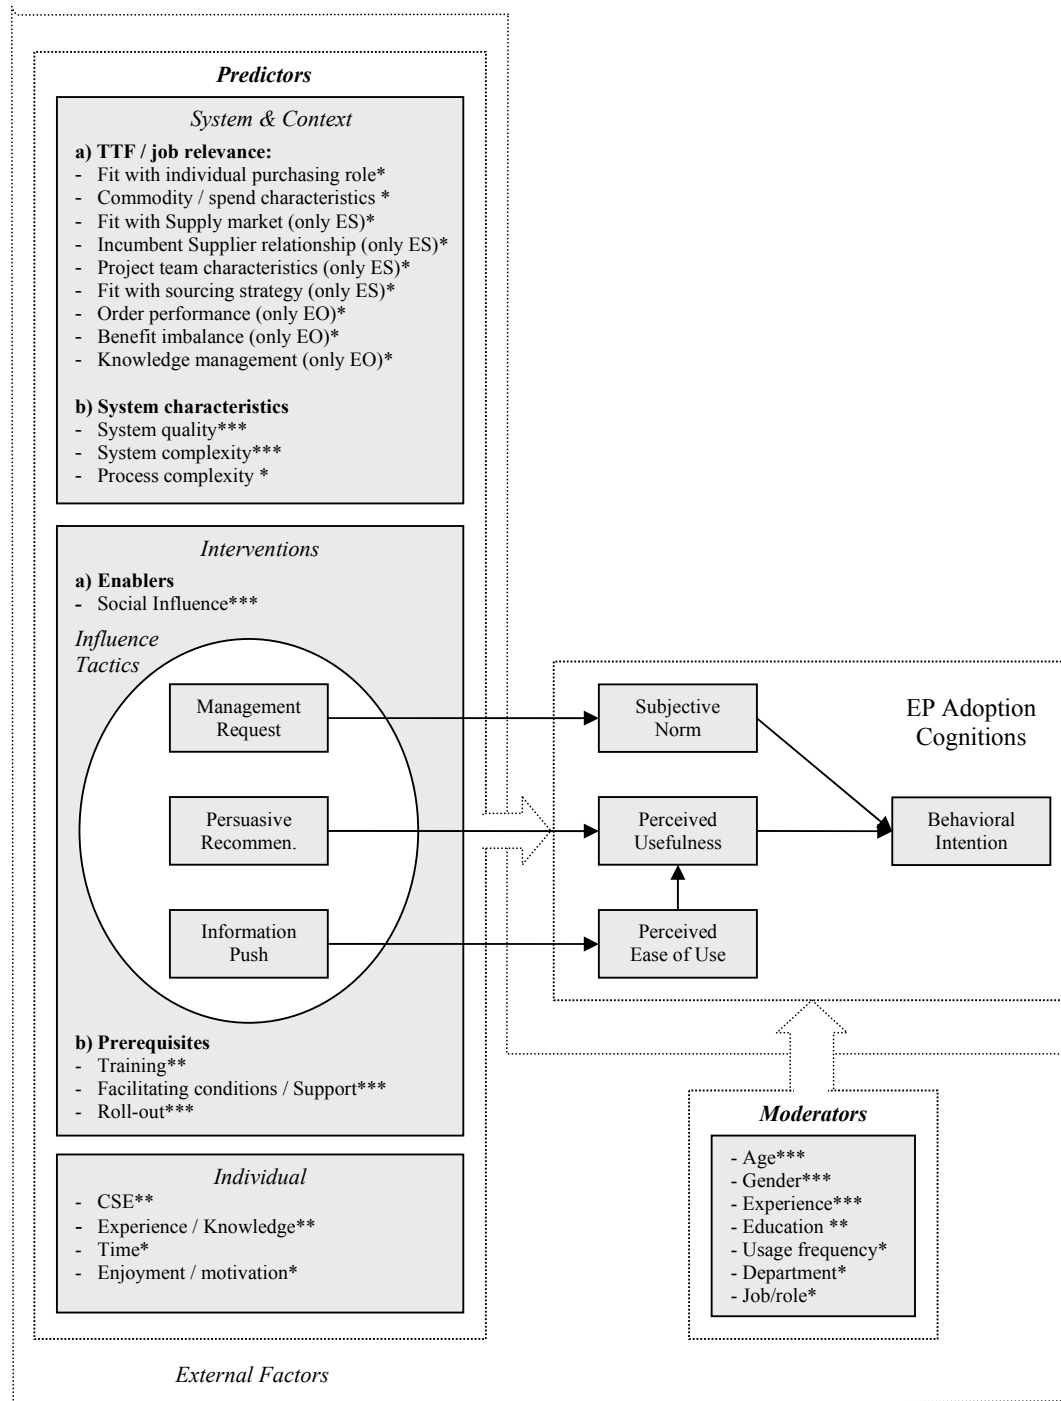 Predictors
System & Context
a) TTF / job relevance:
- Fit with individual purchasing role*
- Commodity / spend characteristics *
- Fit with Supply market (only ES)*
- Incumbent Supplier relationship (only ES)*
- Project team characteristics (only ES)*
- Fit with sourcing strategy (only ES)*
- Order performance (only EO)*
- Benefit imbalance (only EO)*
- Knowledge management (only EO)*
b) System characteristics
- System quality***
- System complexity***
- Process complexity *
Interventions
a) Enablers
- Social Influence***
Influence
Tactics
Management
Request
Persuasive
Recommen.
Information
Push
b) Prerequisites
- Training**
- Facilitating conditions / Support***
- Roll-out***
Individual
- CSE**
- Experience / Knowledge**
- Time*
- Enjoyment / motivation*
External Factors
EP Adoption
Cognitions
Subjective
Norm
Perceived
Usefulness
Perceived
Ease of Use
Behavioral
Intention
Moderators
- Age***
- Gender***
- Experience***
- Education **
- Usage frequency*
- Department*
- Job/role*